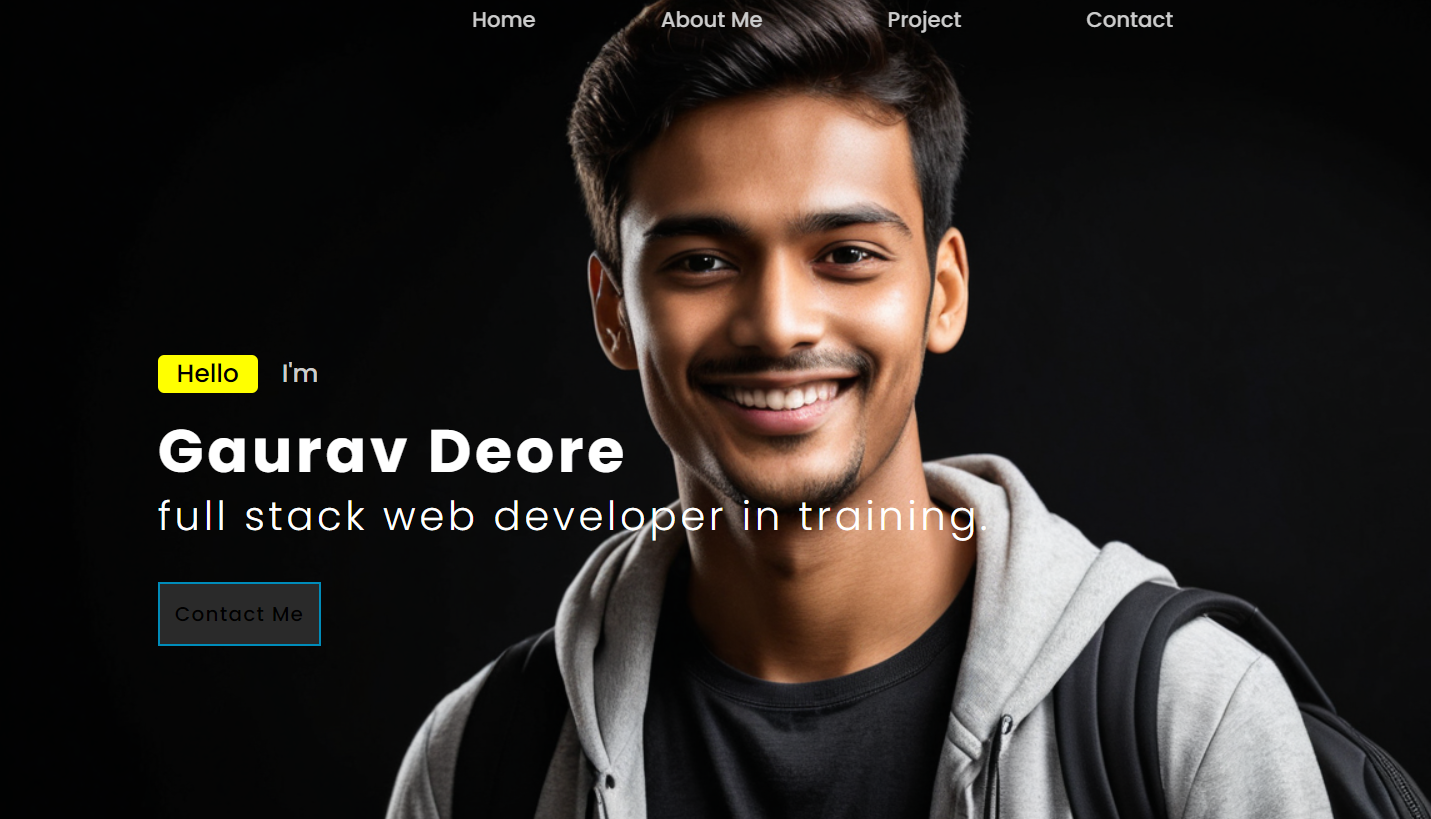 Home About Me Project Contact
Hello I'm
Gaurav Deore
full stack web developer in training.
Contact Me